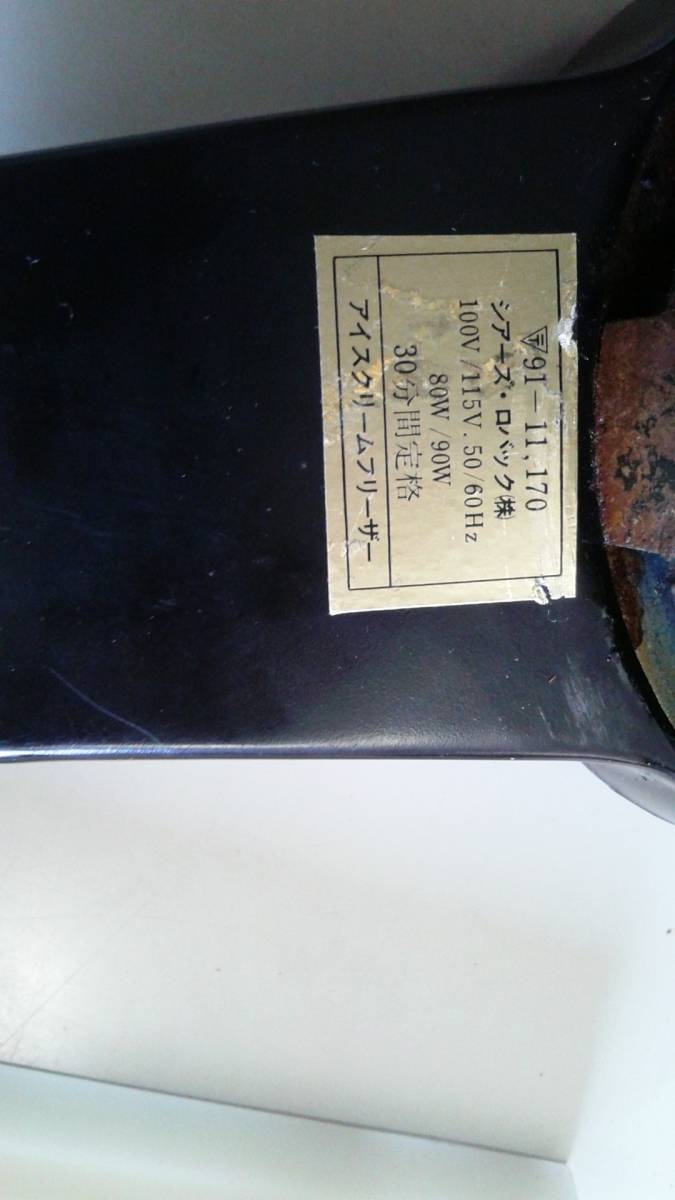 〒91-11,170
シアーズ・ロバック㈱
100V/115V.50/60Hz
80W/90W
30分間定格
アイスクリームフリーザー